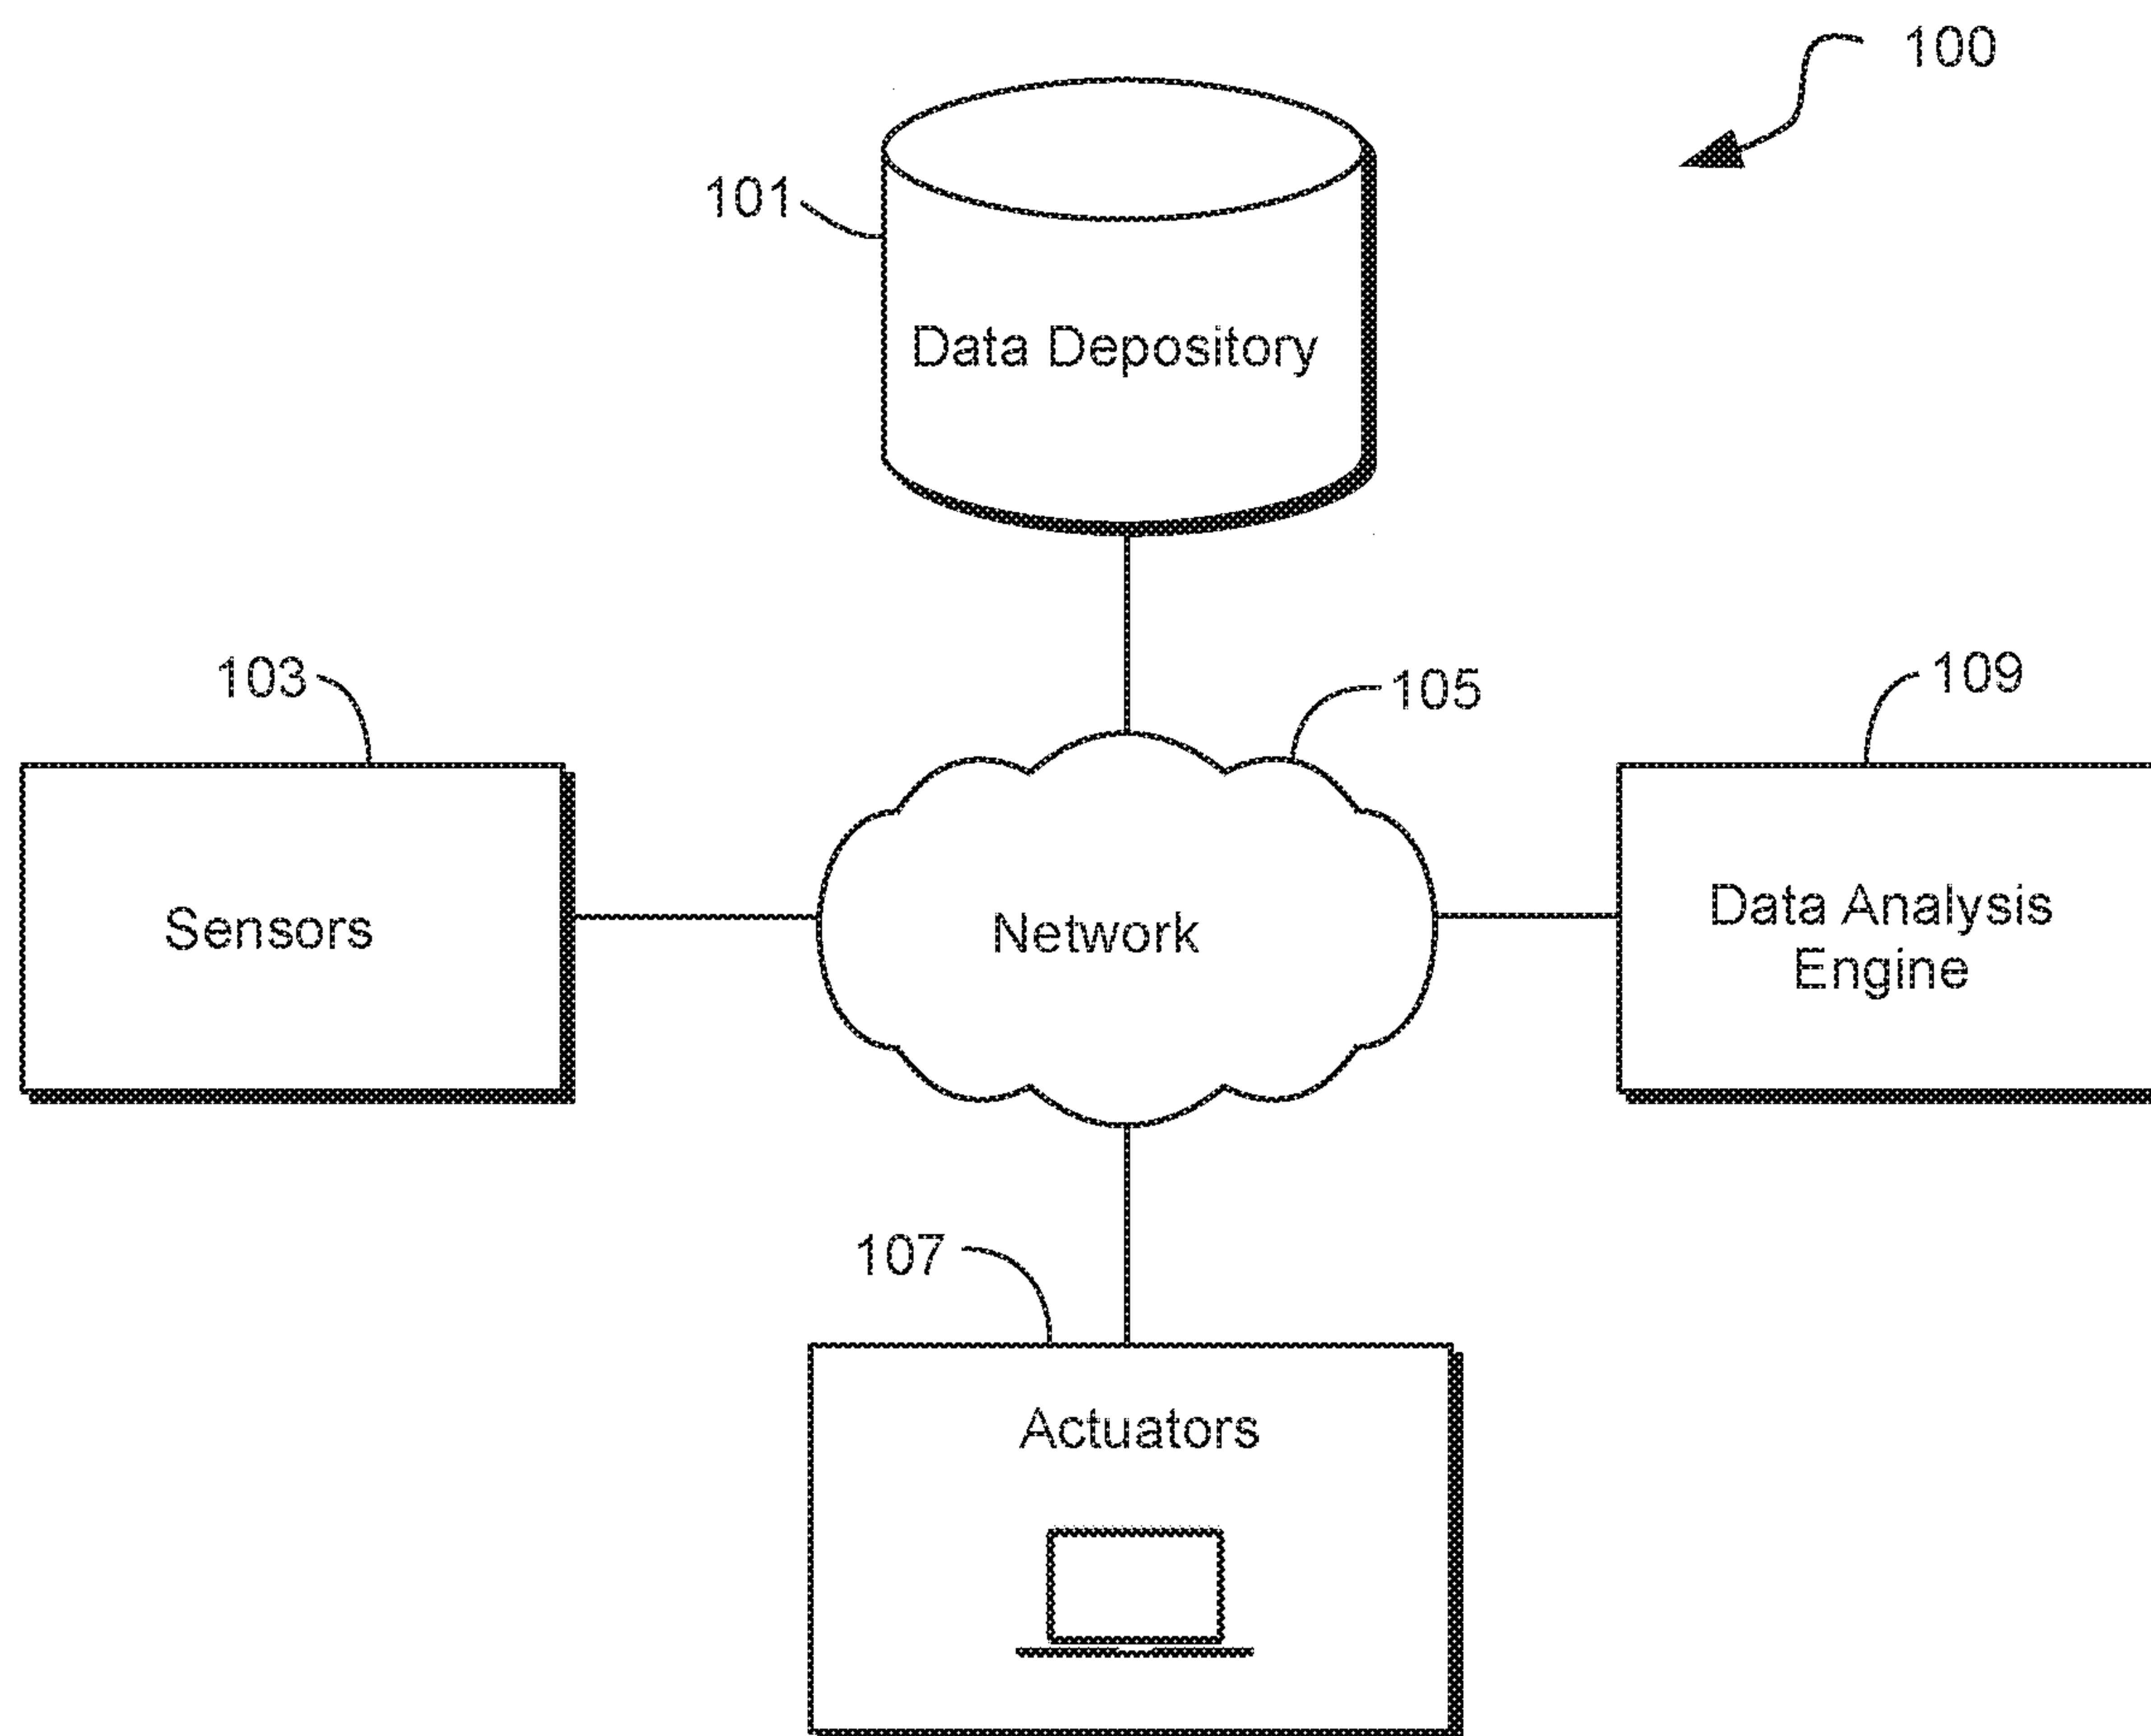 100
101
Data Depository
103
105
109
Sensors
Network
Data Analysis
Engine
107
Actuators